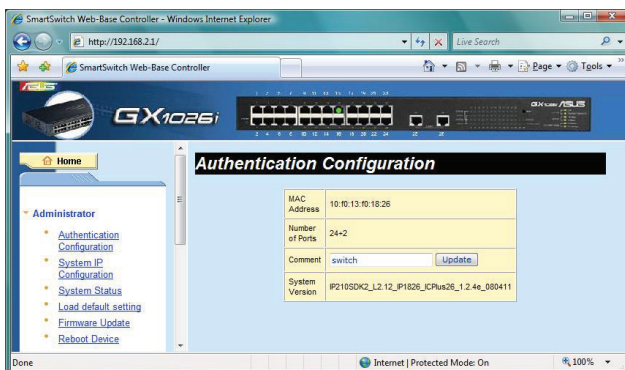 SmartSwitch Web-Base Controller - Windows Internet Explorer
http://192.168.2.1/
Live Search
SmartSwitch Web-Base Controller
Page
Tools
ASUS
GX1026i
ASUS
Home
Authentication Configuration
Administrator
Authentication
Configuration
System IP
Configuration
System Status
Load default setting
Firmware Update
Reboot Device
MAC
Address
10:f0:13:f0:18:26
Number
of Ports
24+2
Comment
switch
Update
System
Version
IP210SDK2_L2.12_IP1826_ICPlus26_1.2.4e_080411
Done
Internet | Protected Mode: On
100%